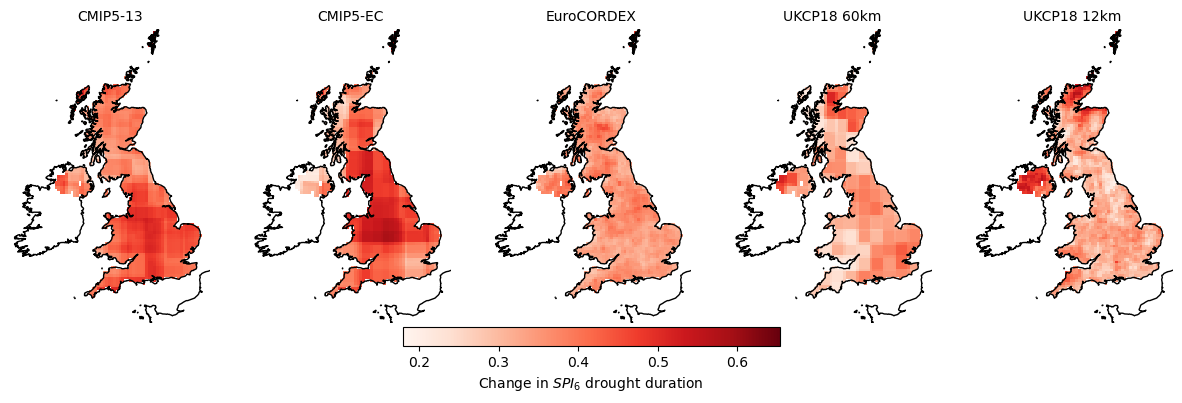 CMIP5-13 CMIP5-EC EuroCORDEX UKCP18 60km UKCP18 12km
0.2 0.3 0.4 0.5 0.6
Change in SPI₆ drought duration